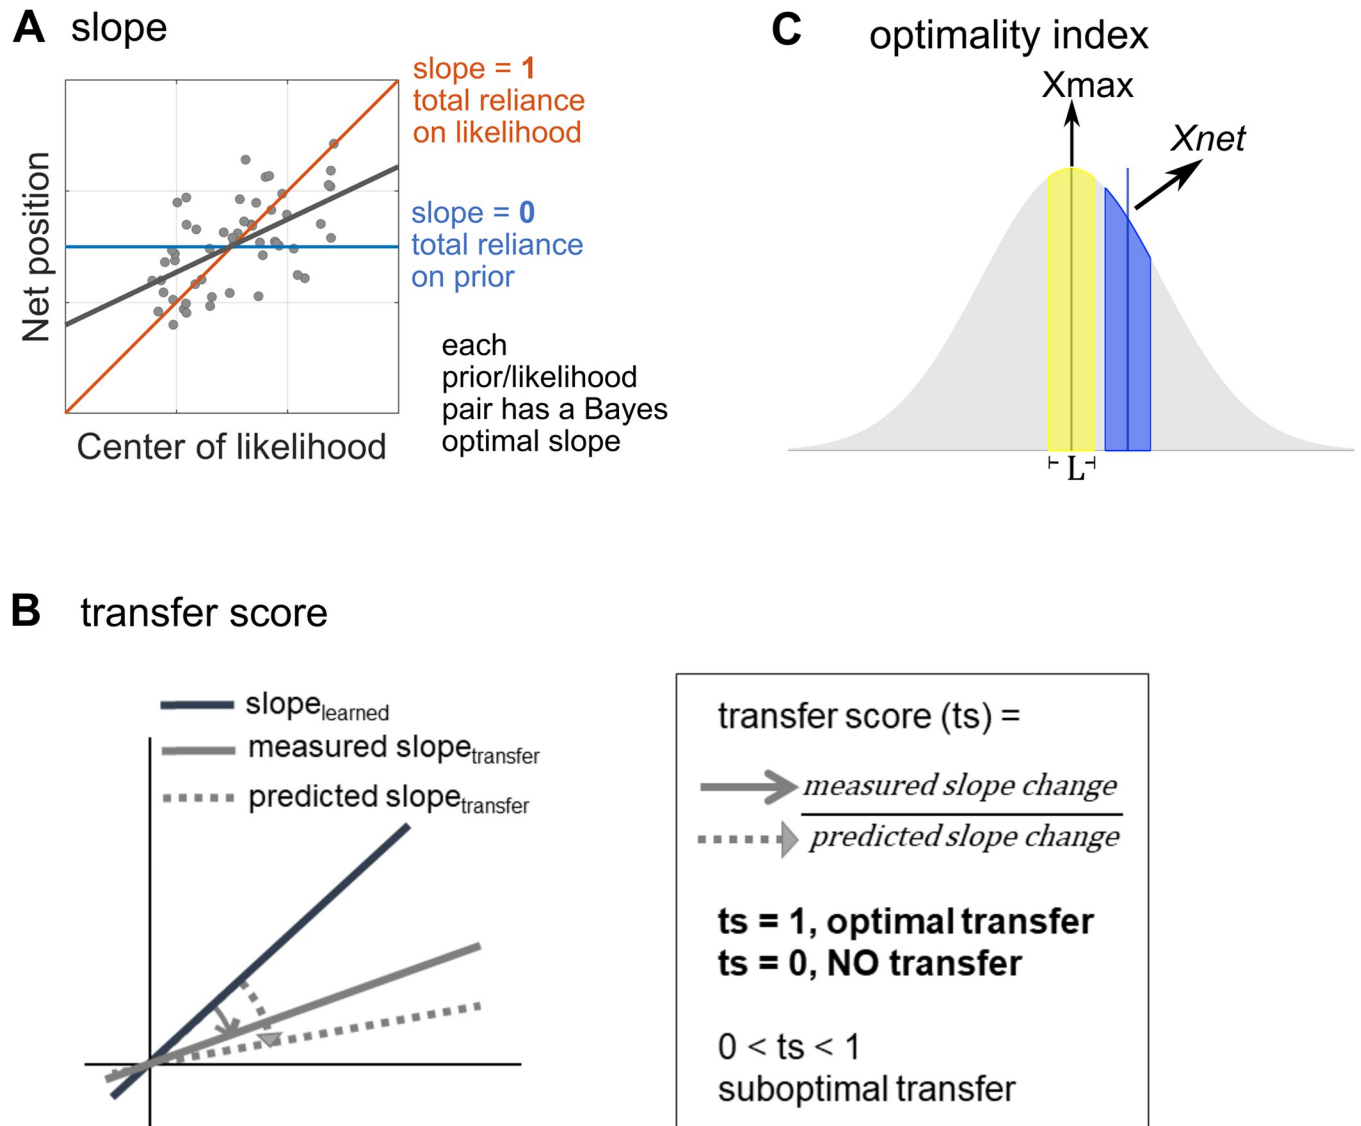 A slope
slope = 1
total reliance
on likelihood
slope = 0
total reliance
on prior
each
prior/likelihood
pair has a Bayes
optimal slope
Net position
Center of likelihood
C optimality index
Xmax
Xnet
L
B transfer score
slopelearned
measured slopetransfer
predicted slopetransfer
transfer score (ts) =
measured slope change
predicted slope change
ts = 1, optimal transfer
ts = 0, NO transfer
0 < ts < 1
suboptimal transfer